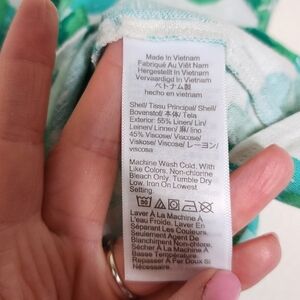 Made In Vietnam
Fabriqué Au Viêt Nam
Hergestellt In Vietnam
Vervaardigd In Vietnam
ベトナム製
hecho en vietnam
Shell/ Tissu Principal/ Shell/
Bovenstof/ 本体/ Tela
Exterior: 55% Linen/ Lin/
Leinen/ Linnen/ 麻/ lino
45% Viscose/ Viscose/
Viskose/ Viscose/ レーヨン/
viscosa
Machine Wash Cold. With
Like Colors. Non-chlorine
Bleach Only. Tumble Dry
Low. Iron On Lowest
Setting.
30
Laver À La Machine À
L'Eau Froide. Laver En
Séparant Les Couleurs.
Seulement Agent De
Blanchiment Non-Chloré.
Sécher À La Machine À
Basse Température.
Repasser À Fer Doux Si
Nécessaire.